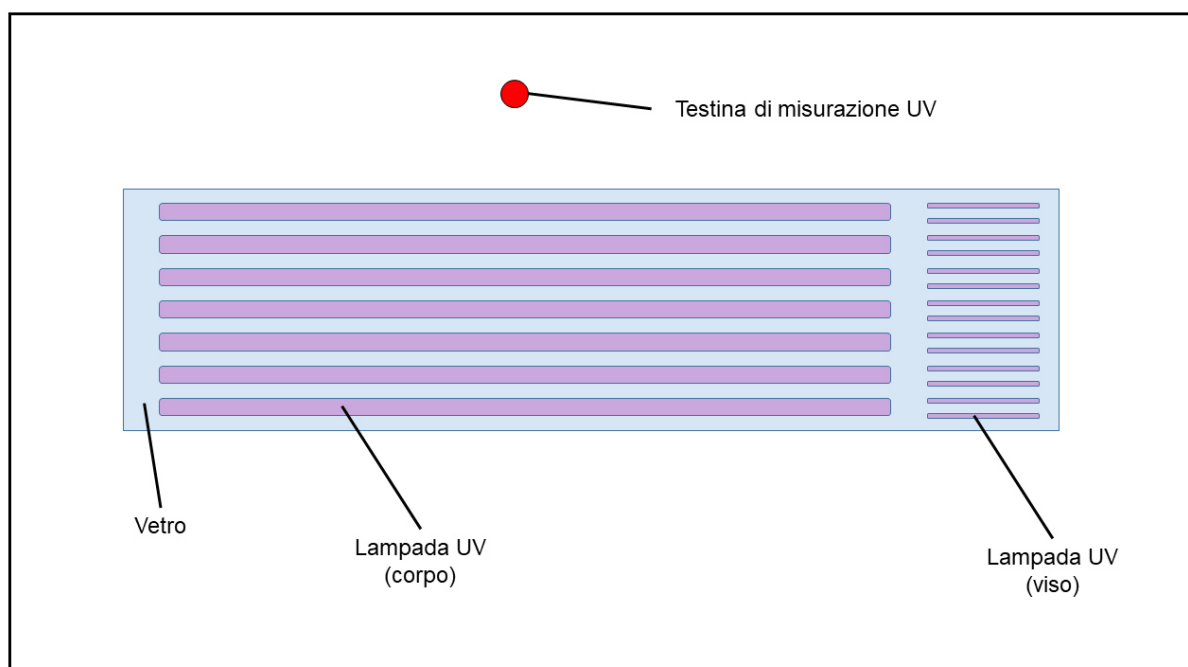 Testina di misurazione UV
Vetro
Lampada UV
(corpo)
Lampada UV
(viso)